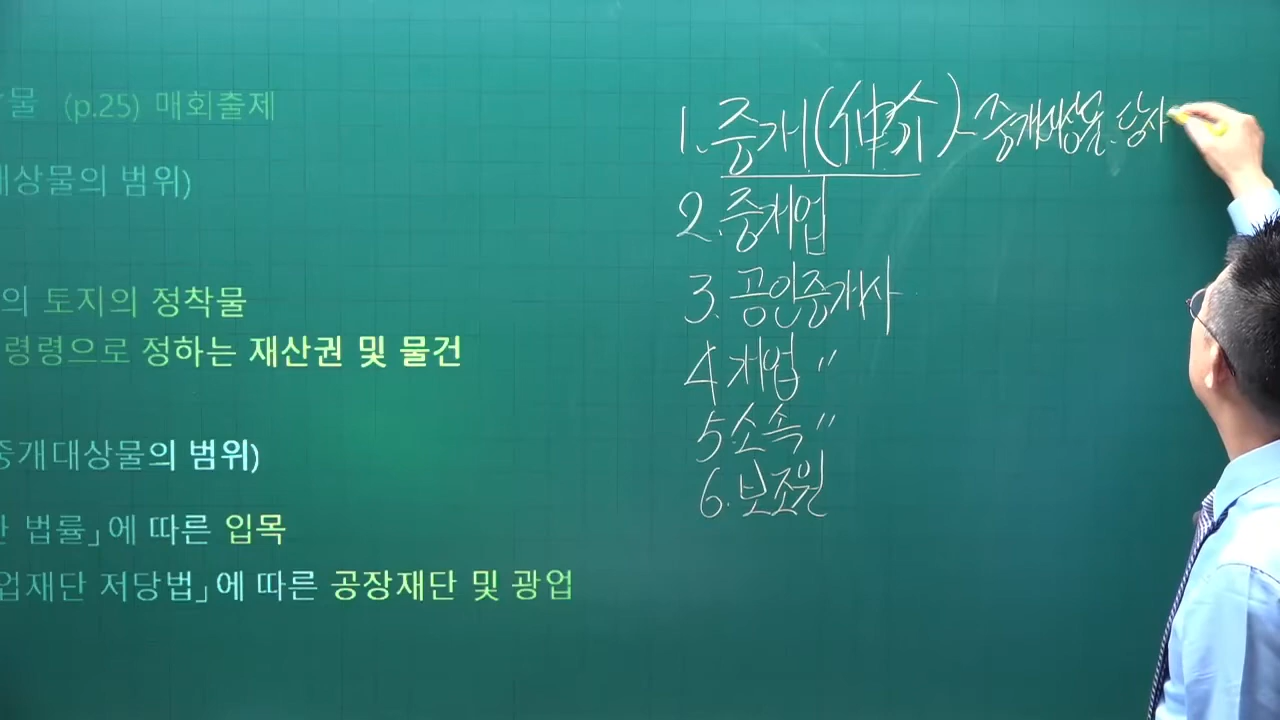 물 (p.25) 매회출제
대상물의 범위)
의 토지의 정착물
령령으로 정하는 재산권 및 물건
중개대상물의 범위)
한 법률」에 따른 입목
업재단 저당법」에 따른 공장재단 및 광업
1. 중개(仲介)- 중개대상물. 당사
2. 중개업
3. 공인중개사
4 개업 〃
5 소속 〃
6. 보조원